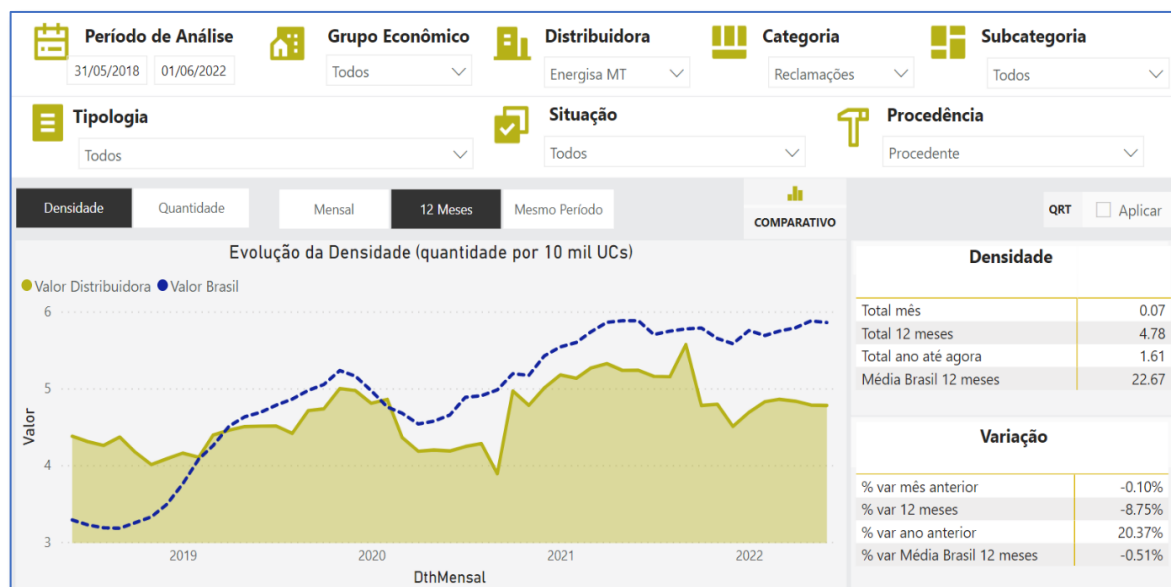 Período de Análise
31/05/2018 01/06/2022
Grupo Econômico
Todos
Distribuidora
Energisa MT
Categoria
Reclamações
Subcategoria
Todos
Tipologia
Todos
Situação
Todos
Procedência
Procedente
Densidade Quantidade
Mensal 12 Meses Mesmo Período
COMPARATIVO
QRT Aplicar
Evolução da Densidade (quantidade por 10 mil UCs)
Valor Distribuidora Valor Brasil
6
5
4
3
Valor
2019 2020 2021 2022
DthMensal
Densidade
Total mês 0.07
Total 12 meses 4.78
Total ano até agora 1.61
Média Brasil 12 meses 22.67
Variação
% var mês anterior -0.10%
% var 12 meses -8.75%
% var ano anterior 20.37%
% var Média Brasil 12 meses -0.51%